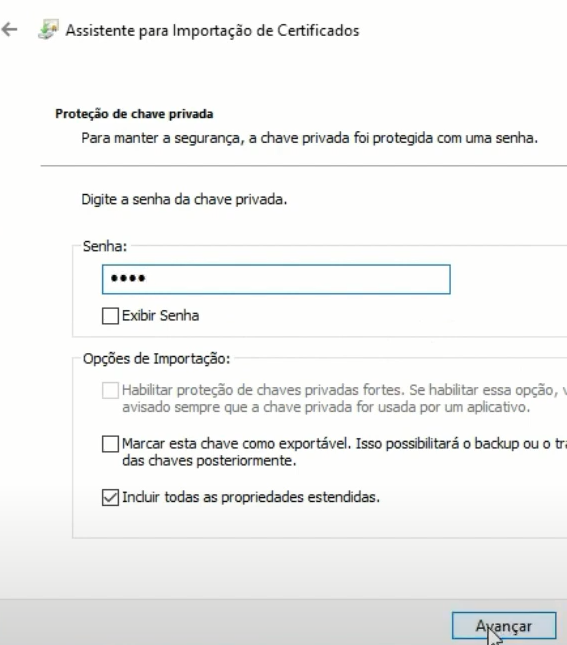 Assistente para Importação de Certificados
Proteção de chave privada
Para manter a segurança, a chave privada foi protegida com uma senha.
Digite a senha da chave privada.
Senha:
••••
Exibir Senha
Opções de Importação:
Habilitar proteção de chaves privadas fortes. Se habilitar essa opção,
avisado sempre que a chave privada for usada por um aplicativo.
Marcar esta chave como exportável. Isso possibilitará o backup ou o
das chaves posteriormente.
Incluir todas as propriedades estendidas.
Avançar